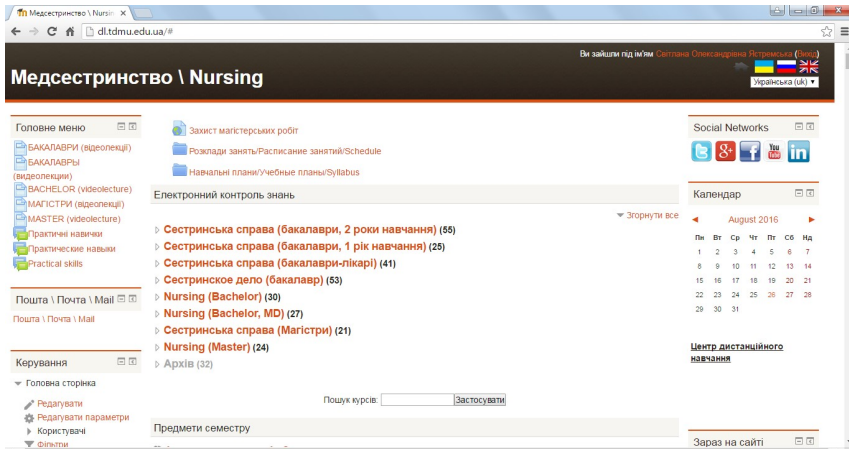 Медсестринство \ Nursin
dl.tdmu.edu.ua/#
Ви зайшли під ім'ям Світлана Олександрівна Ястремська (Вихід)
Медсестринство \ Nursing
Українська (uk)
Головне меню
БАКАЛАВРИ (відеолекції)
БАКАЛАВРЫ
(видеолекции)
BACHELOR (videolecture)
МАГІСТРИ (відеолекції)
MASTER (videolecture)
Практичні навички
Практические навыки
Practical skills
Пошта \ Почта \ Mail
Пошта \ Почта \ Mail
Керування
Головна сторінка
Редагувати
Редагувати параметри
Користувачі
Фільтри
Захист магістерських робіт
Розклади занять/Расписание занятий/Schedule
Навчальні плани/Учебные планы/Syllabus
Електронний контроль знань
Згорнути все
Сестринська справа (бакалаври, 2 роки навчання) (55)
Сестринська справа (бакалаври, 1 рік навчання) (25)
Сестринська справа (бакалаври-лікарі) (41)
Сестринское дело (бакалавр) (53)
Nursing (Bachelor) (30)
Nursing (Bachelor, MD) (27)
Сестринська справа (Магістри) (21)
Nursing (Master) (24)
Архів (32)
Пошук курсів: Застосувати
Предмети семестру
Social Networks
You Tube
in
Календар
August 2016
Пн Вт Ср Чт Пт Сб Нд
1 2 3 4 5 6 7
8 9 10 11 12 13 14
15 16 17 18 19 20 21
22 23 24 25 26 27 28
29 30 31
Центр дистанційного
навчання
Зараз на сайті